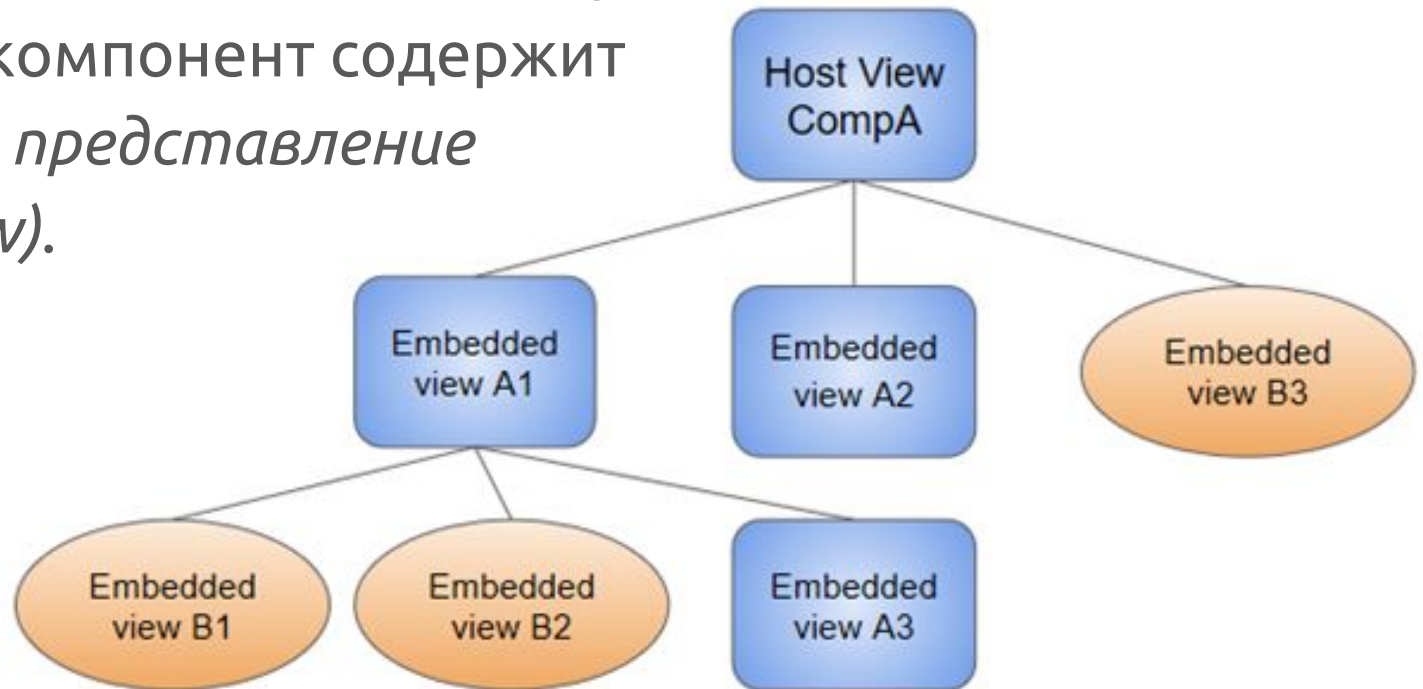 компонент содержит
представление
w).
Host View
CompA
Embedded
view A1
Embedded
view A2
Embedded
view B3
Embedded
view B1
Embedded
view B2
Embedded
view A3